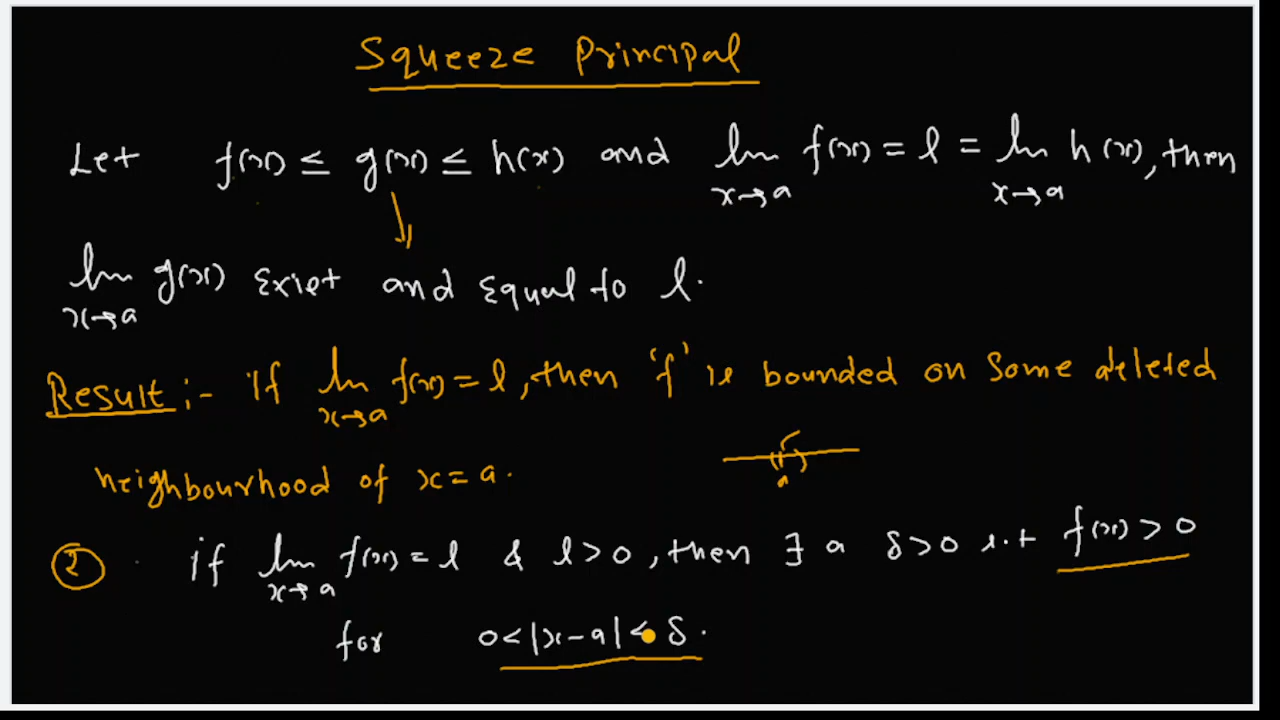 Squeeze Principal
Let f(x) ≤ g(x) ≤ h(x) and lim x→a f(x) = l = lim x→a h(x), then
lim x→a g(x) Exist and Equal to l.
Result :- If lim x→a f(x) = l, then 'f' is bounded on Some deleted
neighbourhood of x = a.
a
2 if lim x→a f(x) = l & l > 0, then ∃ a δ > 0 s.t f(x) > 0
for 0 < |x - a| < δ.